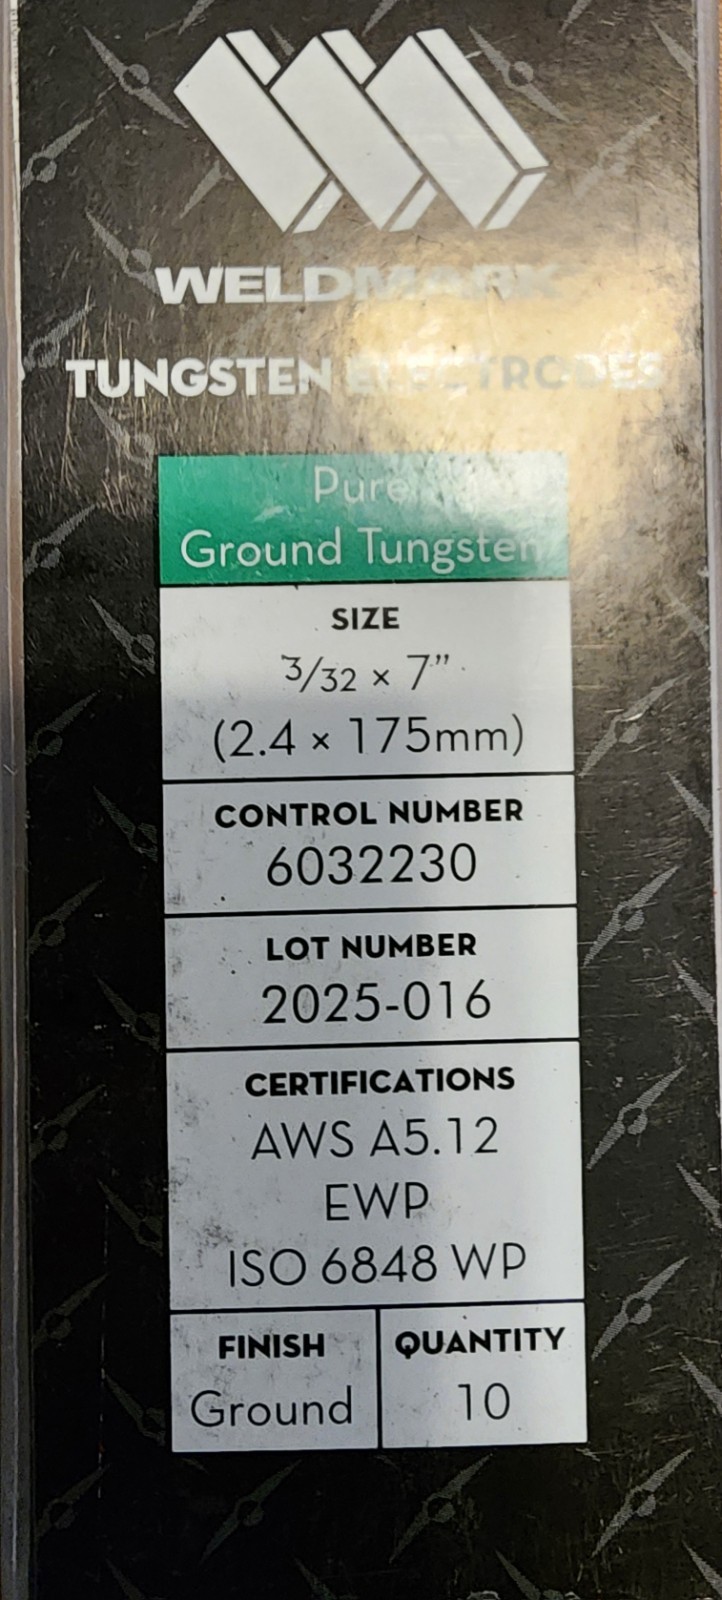 WELDMARK
TUNGSTEN ELECTRODES
Pure
Ground Tungsten
SIZE
3/32 × 7”
(2.4 × 175mm)
CONTROL NUMBER
6032230
LOT NUMBER
2025-016
CERTIFICATIONS
AWS A5.12
EWP
ISO 6848 WP
FINISH
Ground
QUANTITY
10